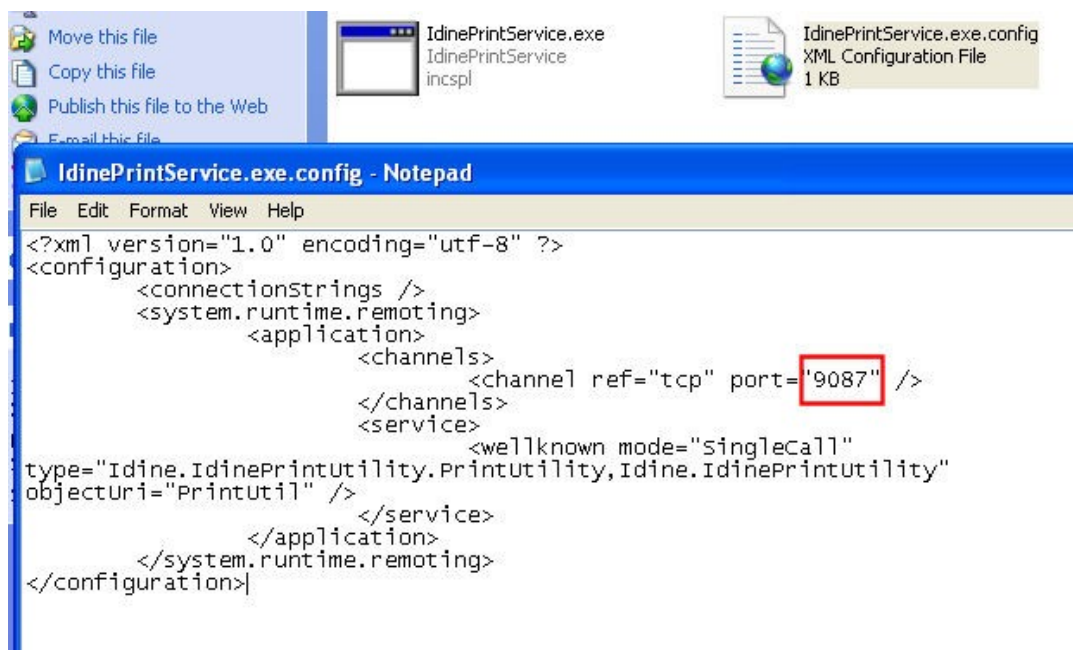 Move this file
Copy this file
Publish this file to the Web
E-mail this file
IdinePrintService.exe
IdinePrintService
incspl
IdinePrintService.exe.config
XML Configuration File
1 KB
IdinePrintService.exe.config - Notepad
File Edit Format View Help
<?xml version="1.0" encoding="utf-8" ?>
<configuration>
<connectionStrings />
<system.runtime.remoting>
<application>
<channels>
<channel ref="tcp" port="9087" />
</channels>
<service>
<wellknown mode="SingleCall"
type="Idine.IdinePrintUtility.PrintUtility,Idine.IdinePrintUtility"
objectUri="PrintUtil" />
</service>
</application>
</system.runtime.remoting>
</configuration>